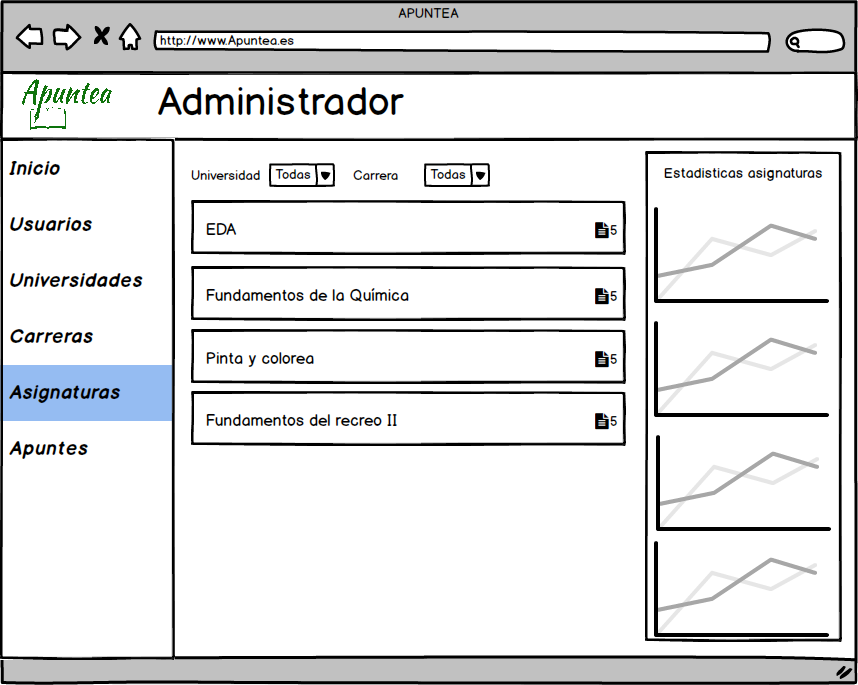 APUNTEA
http://www.Apuntea.es
Apuntea
Administrador
Inicio
Usuarios
Universidades
Carreras
Asignaturas
Apuntes
Universidad Todas Carrera Todas
EDA 5
Fundamentos de la Química 5
Pinta y colorea 5
Fundamentos del recreo II 5
Estadisticas asignaturas